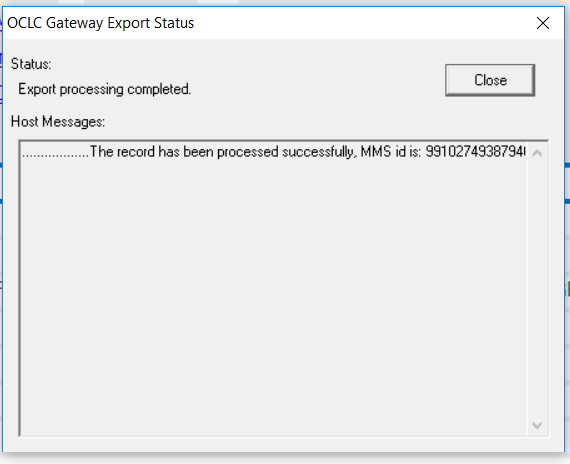 OCLC Gateway Export Status
Status:
Close
Export processing completed.
Host Messages:
..................The record has been processed successfully, MMS id is: 9910274938794